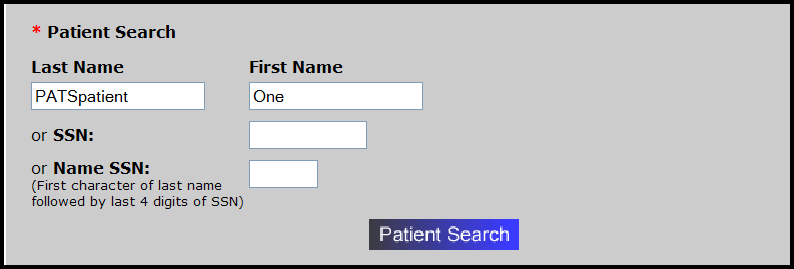 * Patient Search
Last Name First Name
PATSpatient One
or SSN:
or Name SSN:
(First character of last name
followed by last 4 digits of SSN)
Patient Search